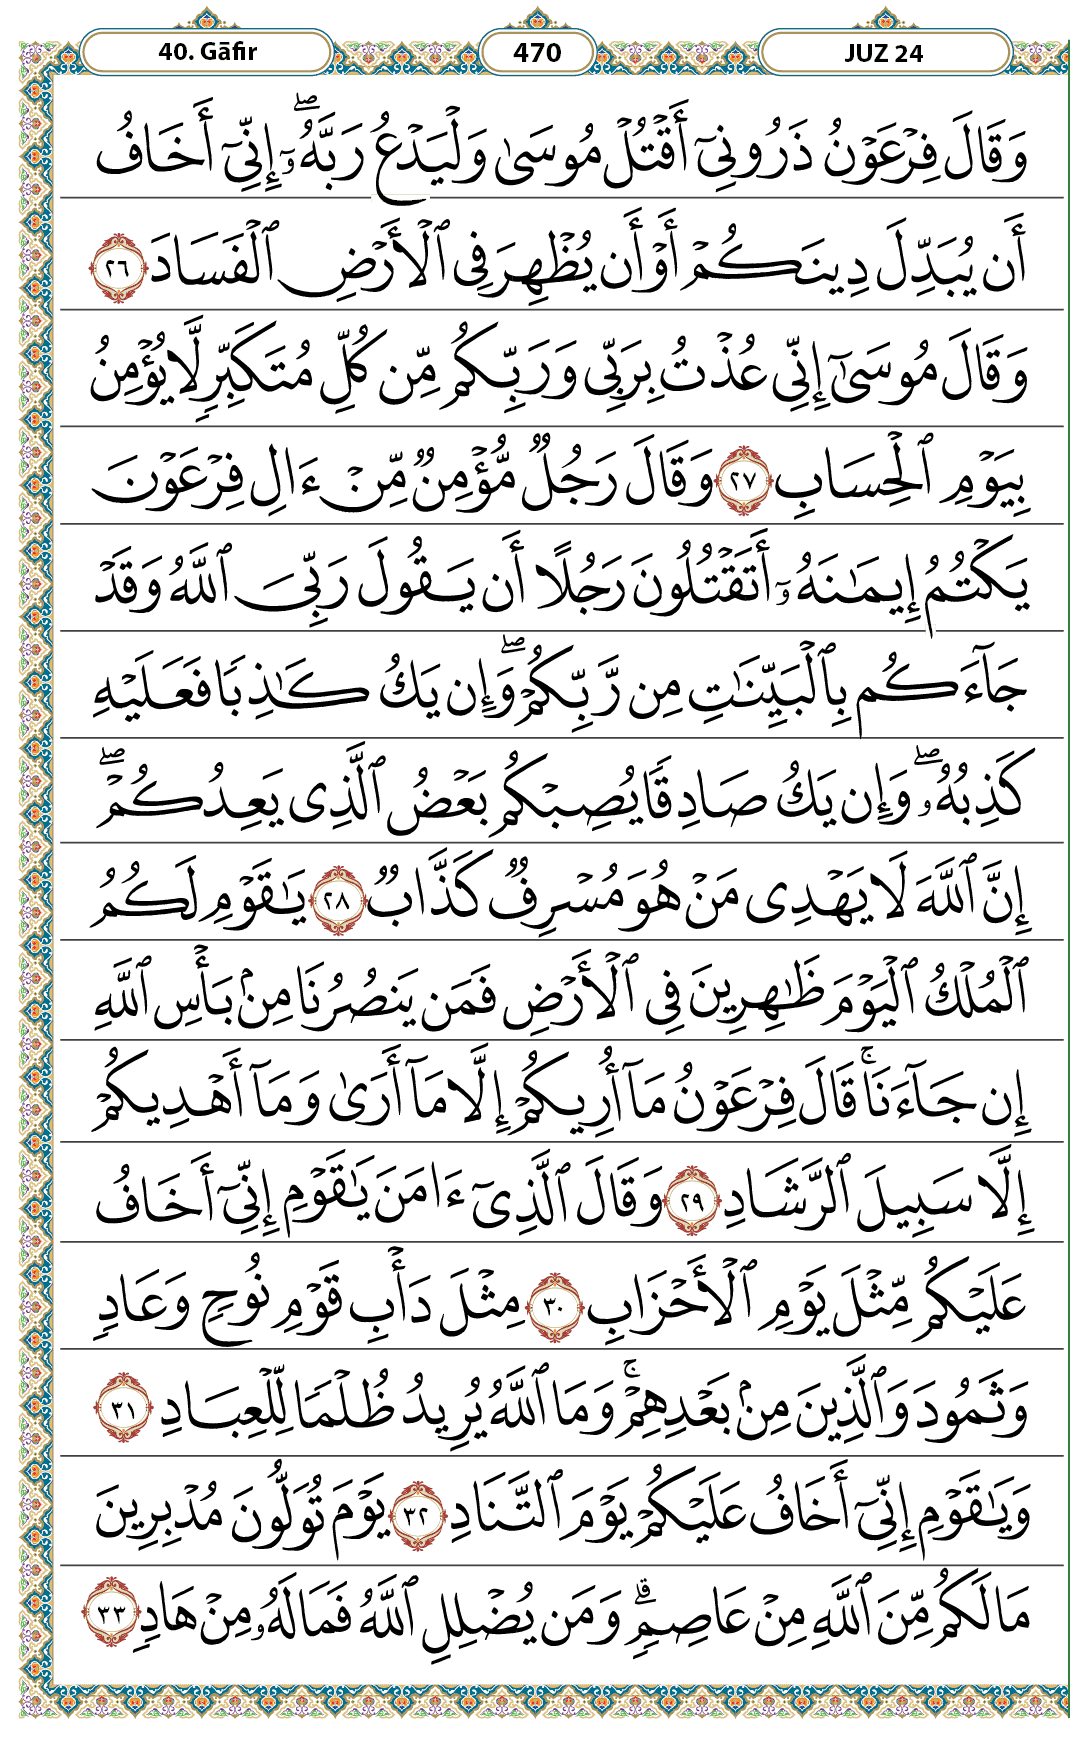 40. Gāfir
470
JUZ 24
وَقَالَ فِرْعَوْنُ ذَرُونِىٓ أَقْتُلْ مُوسَىٰ وَلْيَدْعُ رَبَّهُۥٓ ۖ إِنِّىٓ أَخَافُ
أَن يُبَدِّلَ دِينَكُمْ أَوْ أَن يُظْهِرَ فِى ٱلْأَرْضِ ٱلْفَسَادَ ٢٦
وَقَالَ مُوسَىٰٓ إِنِّى عُذْتُ بِرَبِّى وَرَبِّكُم مِّن كُلِّ مُتَكَبِّرٍ لَّا يُؤْمِنُ
بِيَوْمِ ٱلْحِسَابِ ٢٧ وَقَالَ رَجُلٌ مُّؤْمِنٌ مِّنْ ءَالِ فِرْعَوْنَ
يَكْتُمُ إِيمَـٰنَهُۥٓ أَتَقْتُلُونَ رَجُلًا أَن يَقُولَ رَبِّىَ ٱللَّهُ وَقَدْ
جَآءَكُم بِٱلْبَيِّنَـٰتِ مِن رَّبِّكُمْ ۖ وَإِن يَكُ كَـٰذِبًا فَعَلَيْهِ
كَذِبُهُۥ ۖ وَإِن يَكُ صَادِقًا يُصِبْكُم بَعْضُ ٱلَّذِى يَعِدُكُمْ ۖ
إِنَّ ٱللَّهَ لَا يَهْدِى مَنْ هُوَ مُسْرِفٌ كَذَّابٌ ٢٨ يَـٰقَوْمِ لَكُمُ
ٱلْمُلْكُ ٱلْيَوْمَ ظَـٰهِرِينَ فِى ٱلْأَرْضِ فَمَن يَنصُرُنَا مِنۢ بَأْسِ ٱللَّهِ
إِن جَآءَنَا ۚ قَالَ فِرْعَوْنُ مَآ أُرِيكُمْ إِلَّا مَآ أَرَىٰ وَمَآ أَهْدِيكُمْ
إِلَّا سَبِيلَ ٱلرَّشَادِ ٢٩ وَقَالَ ٱلَّذِىٓ ءَامَنَ يَـٰقَوْمِ إِنِّىٓ أَخَافُ
عَلَيْكُم مِّثْلَ يَوْمِ ٱلْأَحْزَابِ ٣٠ مِثْلَ دَأْبِ قَوْمِ نُوحٍ وَعَادٍ
وَثَمُودَ وَٱلَّذِينَ مِنۢ بَعْدِهِمْ ۚ وَمَا ٱللَّهُ يُرِيدُ ظُلْمًا لِّلْعِبَادِ ٣١
وَيَـٰقَوْمِ إِنِّىٓ أَخَافُ عَلَيْكُمْ يَوْمَ ٱلتَّنَادِ ٣٢ يَوْمَ تُوَلُّونَ مُدْبِرِينَ
مَا لَكُم مِّنَ ٱللَّهِ مِنْ عَاصِمٍ ۗ وَمَن يُضْلِلِ ٱللَّهُ فَمَا لَهُۥ مِنْ هَادٍ ٣٣